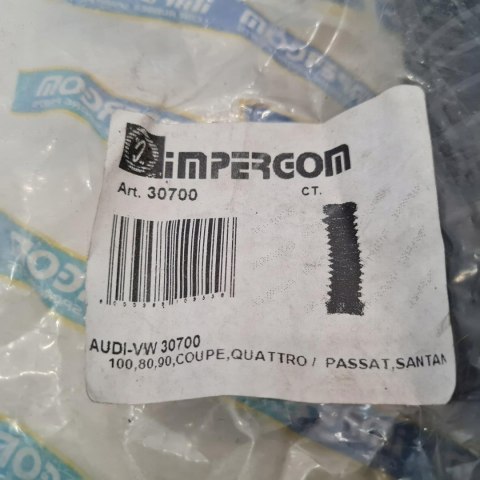 IMPERGOM
Art. 30700
CT.
AUDI-VW 30700
100,80,90,COUPE,QUATTRO / PASSAT,SANTAN